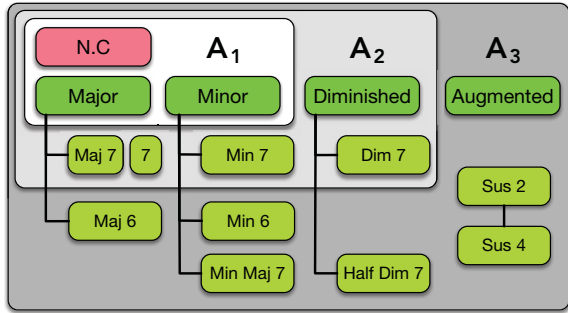 N.C A1 A2 A3
Major Minor Diminished Augmented
Maj 7 7 Min 7 Dim 7
Sus 2
Maj 6 Min 6
Sus 4
Min Maj 7 Half Dim 7